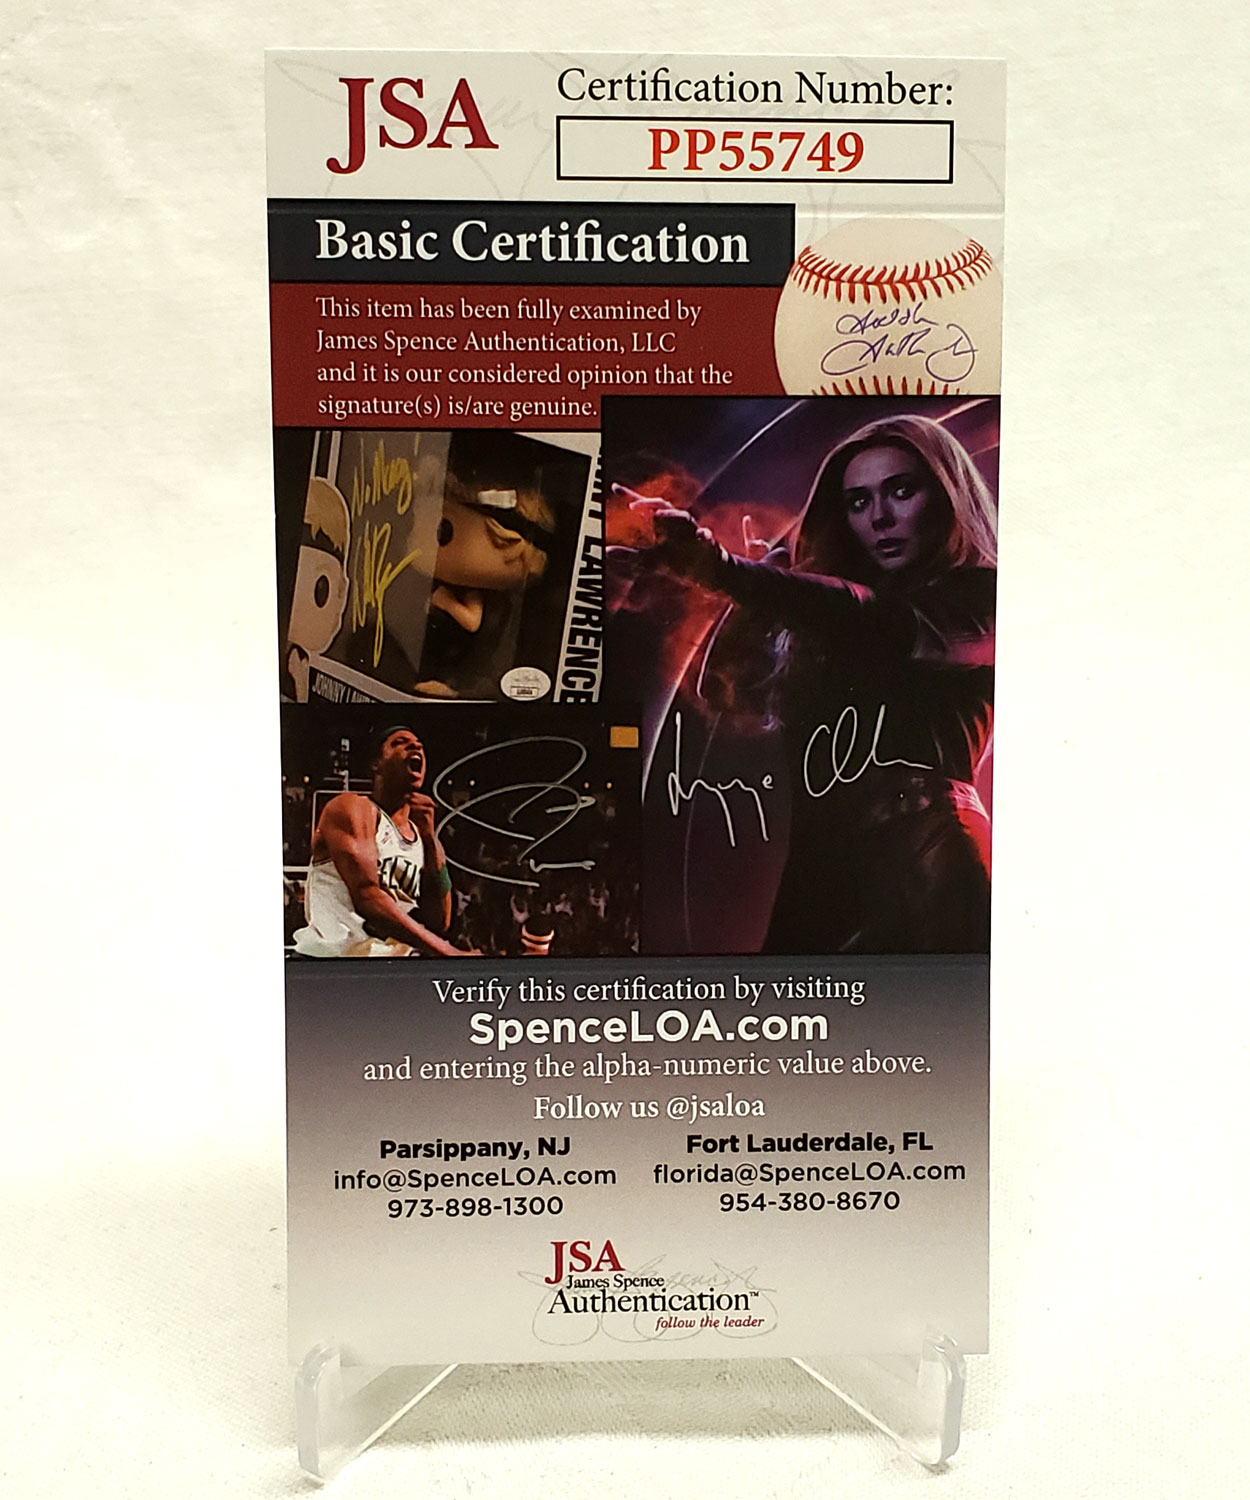 JSA
Certification Number:
PP55749
Basic Certification
This item has been fully examined by
James Spence Authentication, LLC
and it is our considered opinion that the
signature(s) is/are genuine.
LAWRENCE
JOHNNY
Verify this certification by visiting
SpenceLOA.com
and entering the alpha-numeric value above.
Follow us @jsaloa
Parsippany, NJ
info@SpenceLOA.com
973-898-1300
Fort Lauderdale, FL
florida@SpenceLOA.com
954-380-8670
JSA
James Spence
Authentication™
follow the leader